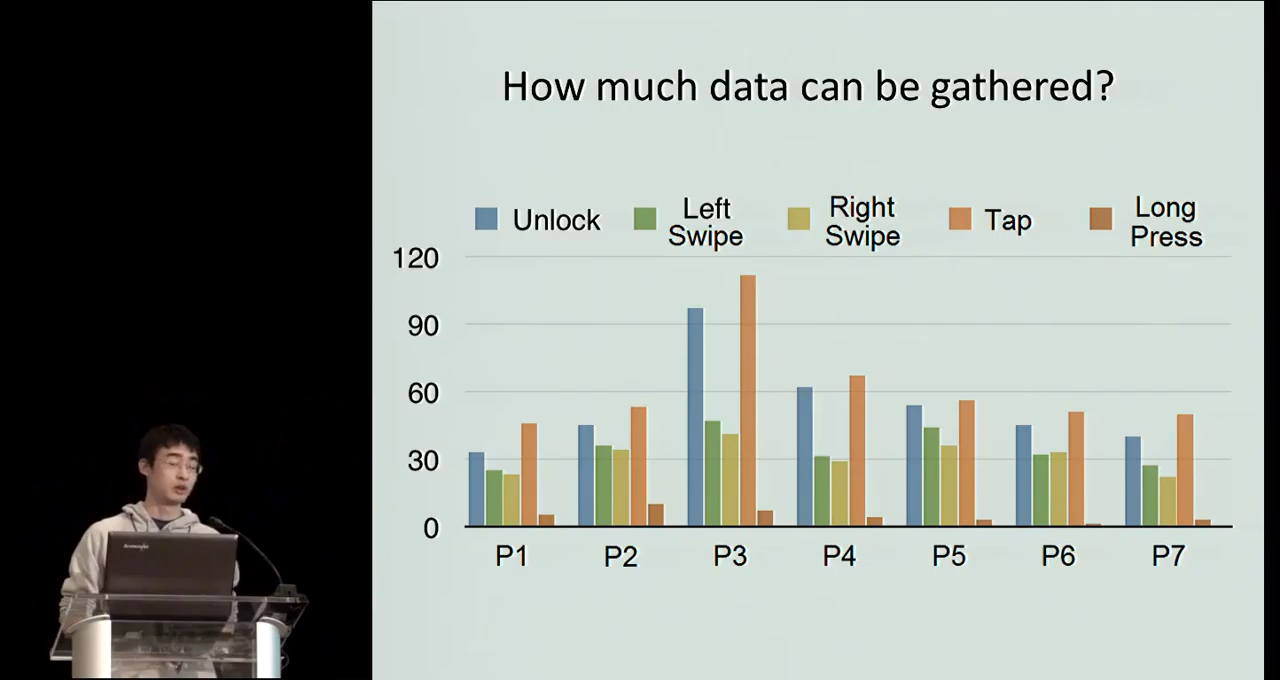 How much data can be gathered?
Unlock
Left
Swipe
Right
Swipe
Tap
Long
Press
120
90
60
30
0
P1
P2
P3
P4
P5
P6
P7